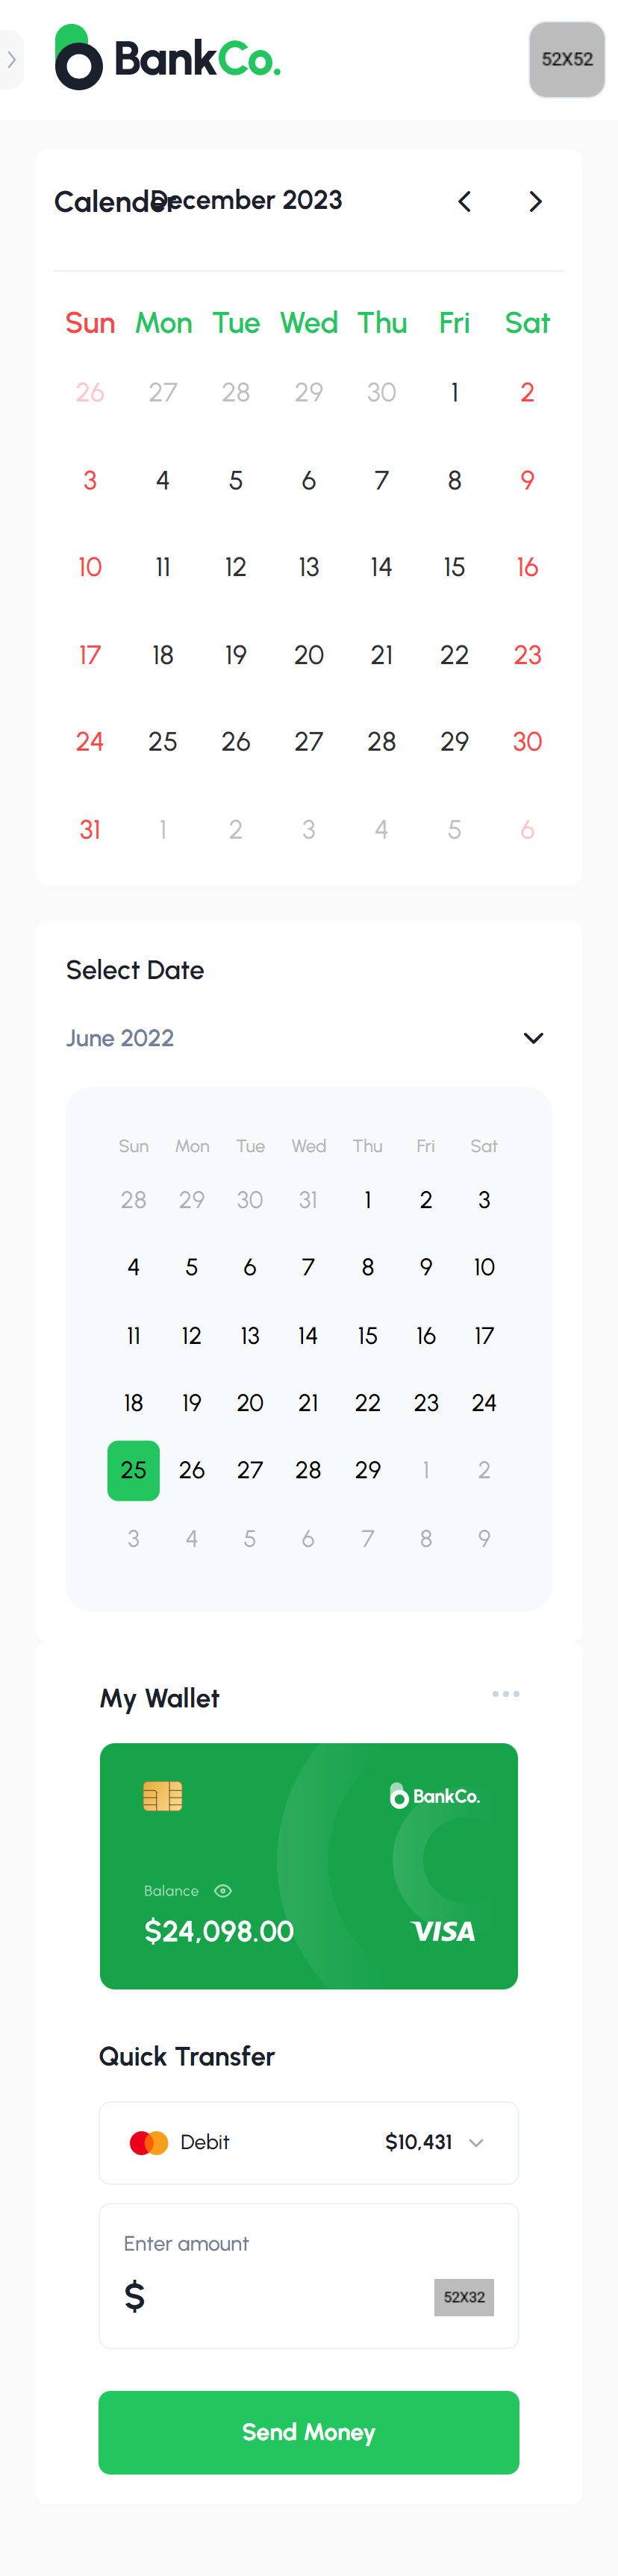 BankCo.
52X52
Calender December 2023
Sun Mon Tue Wed Thu Fri Sat
26 27 28 29 30 1 2
3 4 5 6 7 8 9
10 11 12 13 14 15 16
17 18 19 20 21 22 23
24 25 26 27 28 29 30
31 1 2 3 4 5 6
Select Date
June 2022
Sun Mon Tue Wed Thu Fri Sat
28 29 30 31 1 2 3
4 5 6 7 8 9 10
11 12 13 14 15 16 17
18 19 20 21 22 23 24
25 26 27 28 29 1 2
3 4 5 6 7 8 9
My Wallet
BankCo.
Balance
$24,098.00 VISA
Quick Transfer
Debit $10,431
Enter amount
$ 52X32
Send Money